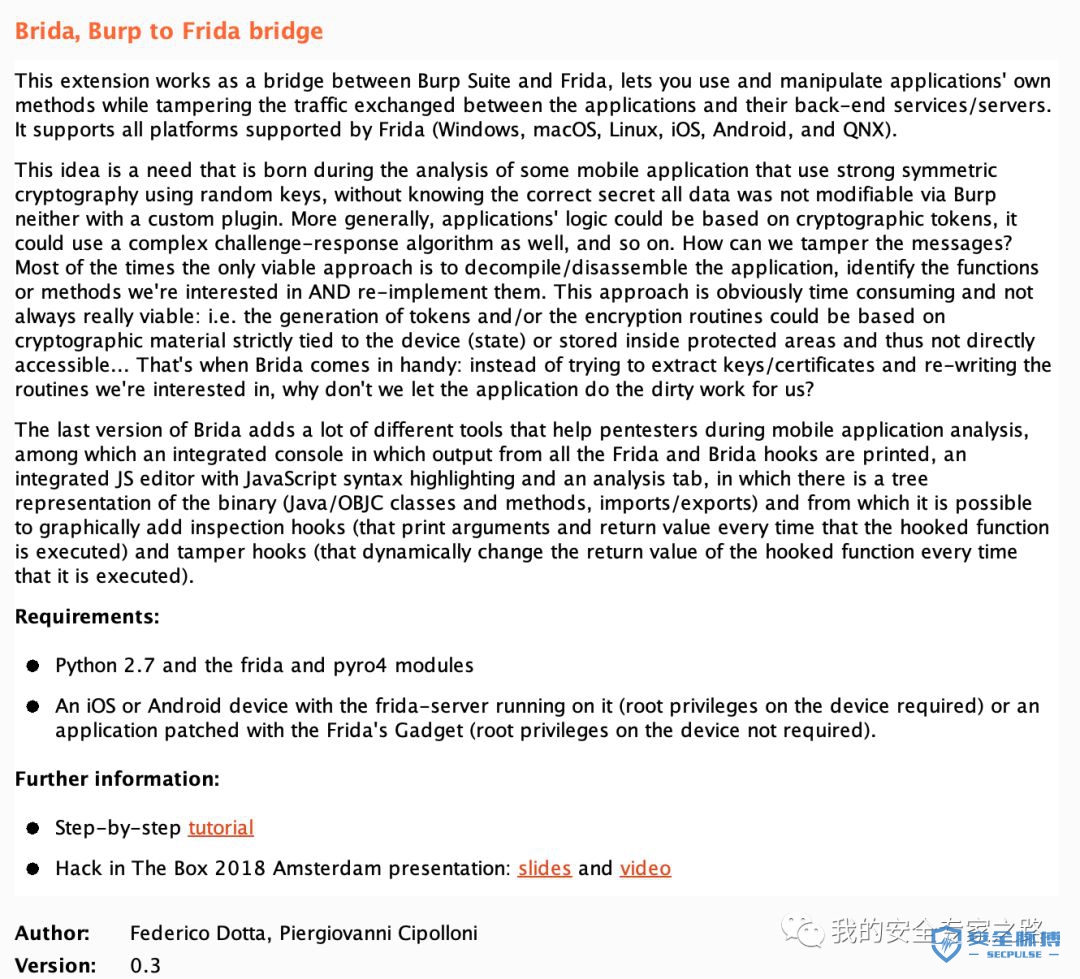 Brida, Burp to Frida bridge
This extension works as a bridge between Burp Suite and Frida, lets you use and manipulate applications' own
methods while tampering the traffic exchanged between the applications and their back-end services/servers.
It supports all platforms supported by Frida (Windows, macOS, Linux, iOS, Android, and QNX).
This idea is a need that is born during the analysis of some mobile application that use strong symmetric
cryptography using random keys, without knowing the correct secret all data was not modifiable via Burp
neither with a custom plugin. More generally, applications' logic could be based on cryptographic tokens, it
could use a complex challenge-response algorithm as well, and so on. How can we tamper the messages?
Most of the times the only viable approach is to decompile/disassemble the application, identify the functions
or methods we're interested in AND re-implement them. This approach is obviously time consuming and not
always really viable: i.e. the generation of tokens and/or the encryption routines could be based on
cryptographic material strictly tied to the device (state) or stored inside protected areas and thus not directly
accessible... That's when Brida comes in handy: instead of trying to extract keys/certificates and re-writing the
routines we're interested in, why don't we let the application do the dirty work for us?
The last version of Brida adds a lot of different tools that help pentesters during mobile application analysis,
among which an integrated console in which output from all the Frida and Brida hooks are printed, an
integrated JS editor with JavaScript syntax highlighting and an analysis tab, in which there is a tree
representation of the binary (Java/OBJC classes and methods, imports/exports) and from which it is possible
to graphically add inspection hooks (that print arguments and return value every time that the hooked function
is executed) and tamper hooks (that dynamically change the return value of the hooked function every time
that it is executed).
Requirements:
● Python 2.7 and the frida and pyro4 modules
● An iOS or Android device with the frida-server running on it (root privileges on the device required) or an
application patched with the Frida's Gadget (root privileges on the device not required).
Further information:
● Step-by-step tutorial
● Hack in The Box 2018 Amsterdam presentation: slides and video
Author: Federico Dotta, Piergiovanni Cipolloni
Version: 0.3
我的安全专家之路
安全脉搏
SECPULSE